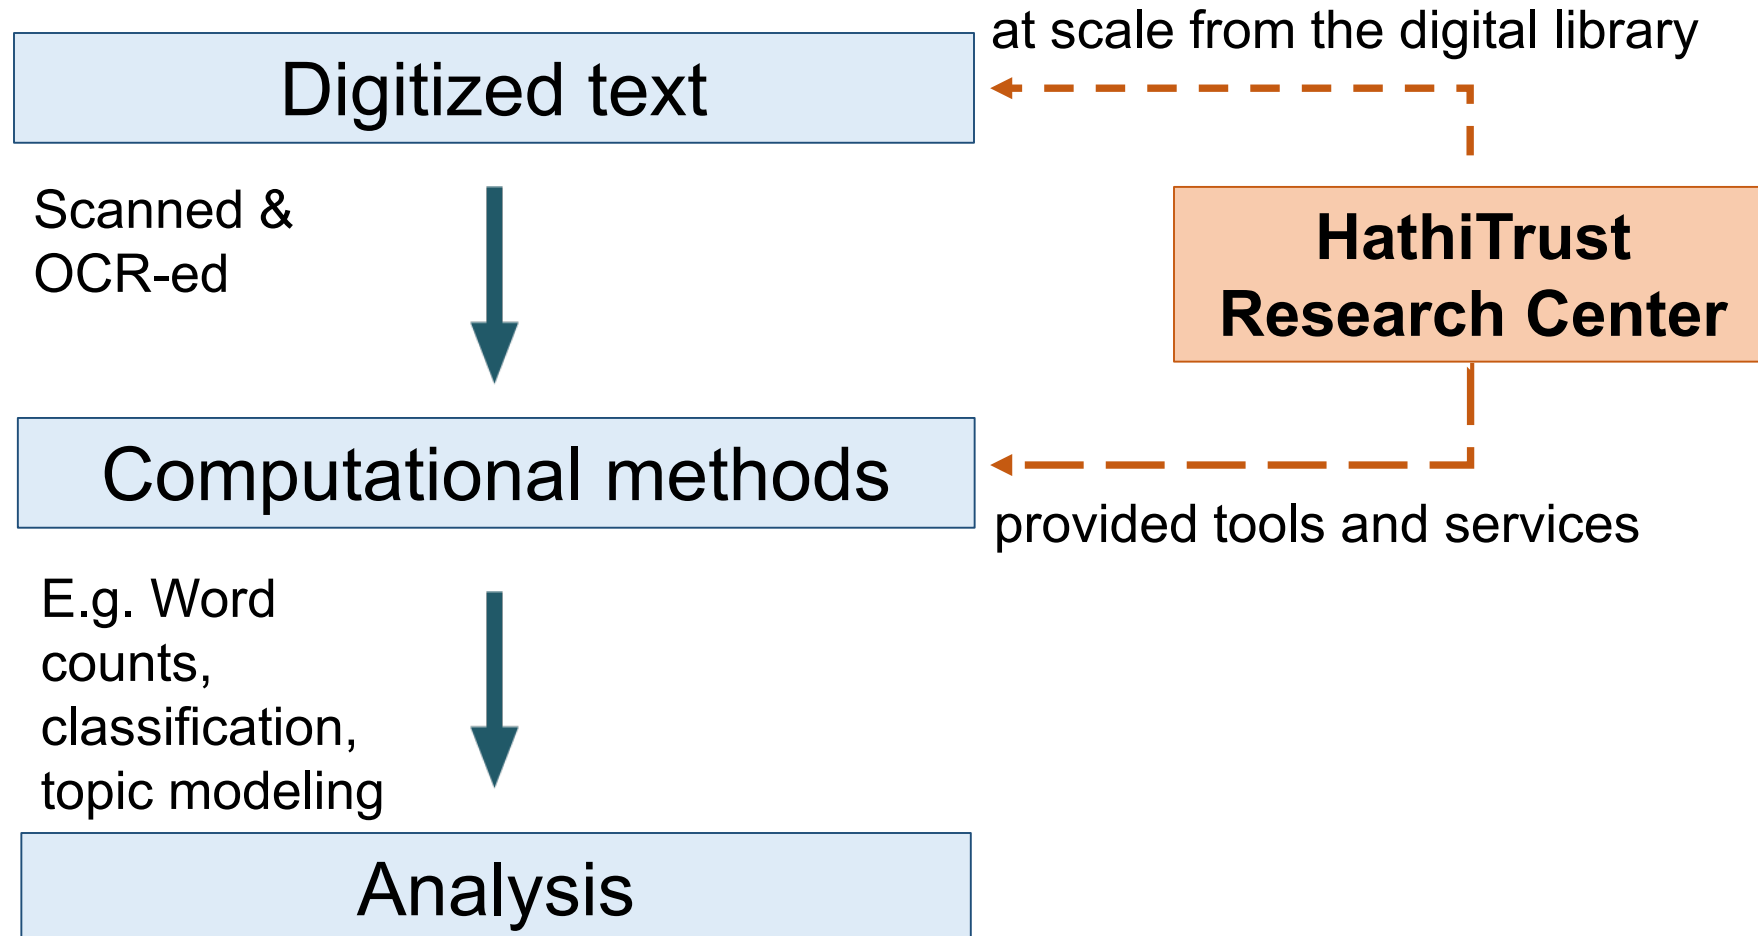 at scale from the digital library
Digitized text
Scanned &
OCR-ed
HathiTrust
Research Center
Computational methods
provided tools and services
E.g. Word
counts,
classification,
topic modeling
Analysis